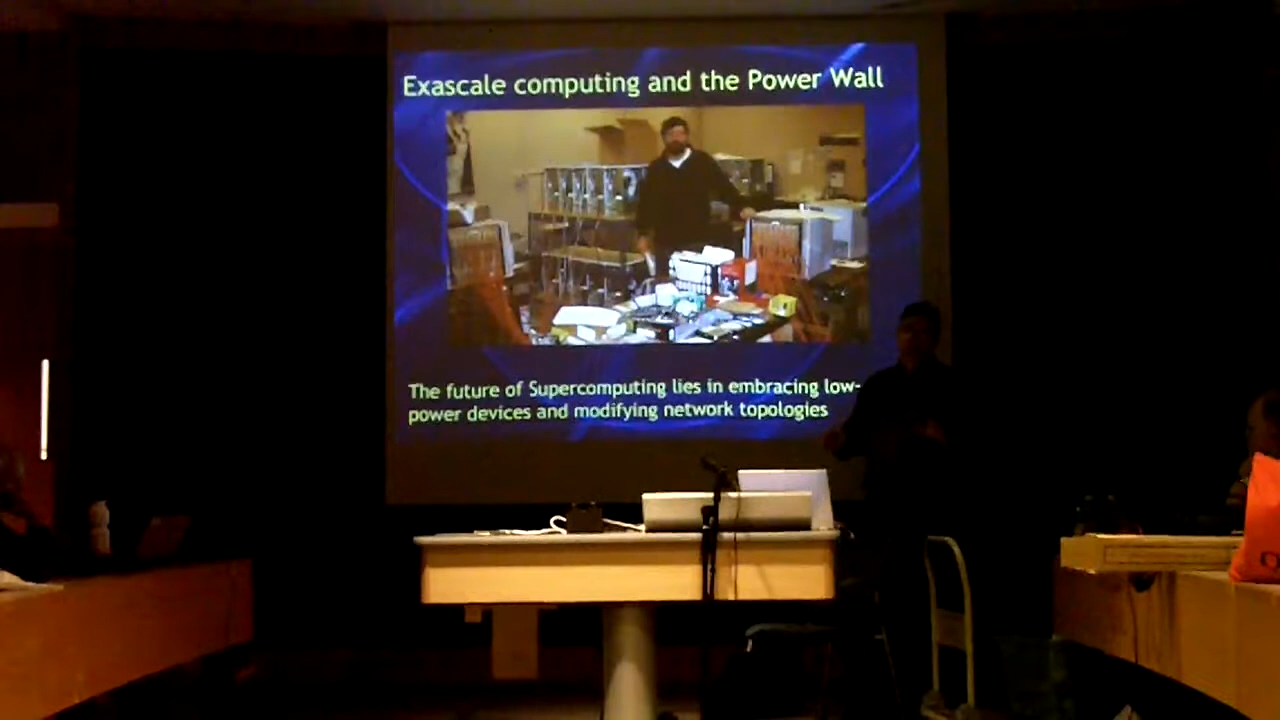 Exascale computing and the Power Wall
The future of Supercomputing lies in embracing low-
power devices and modifying network topologies